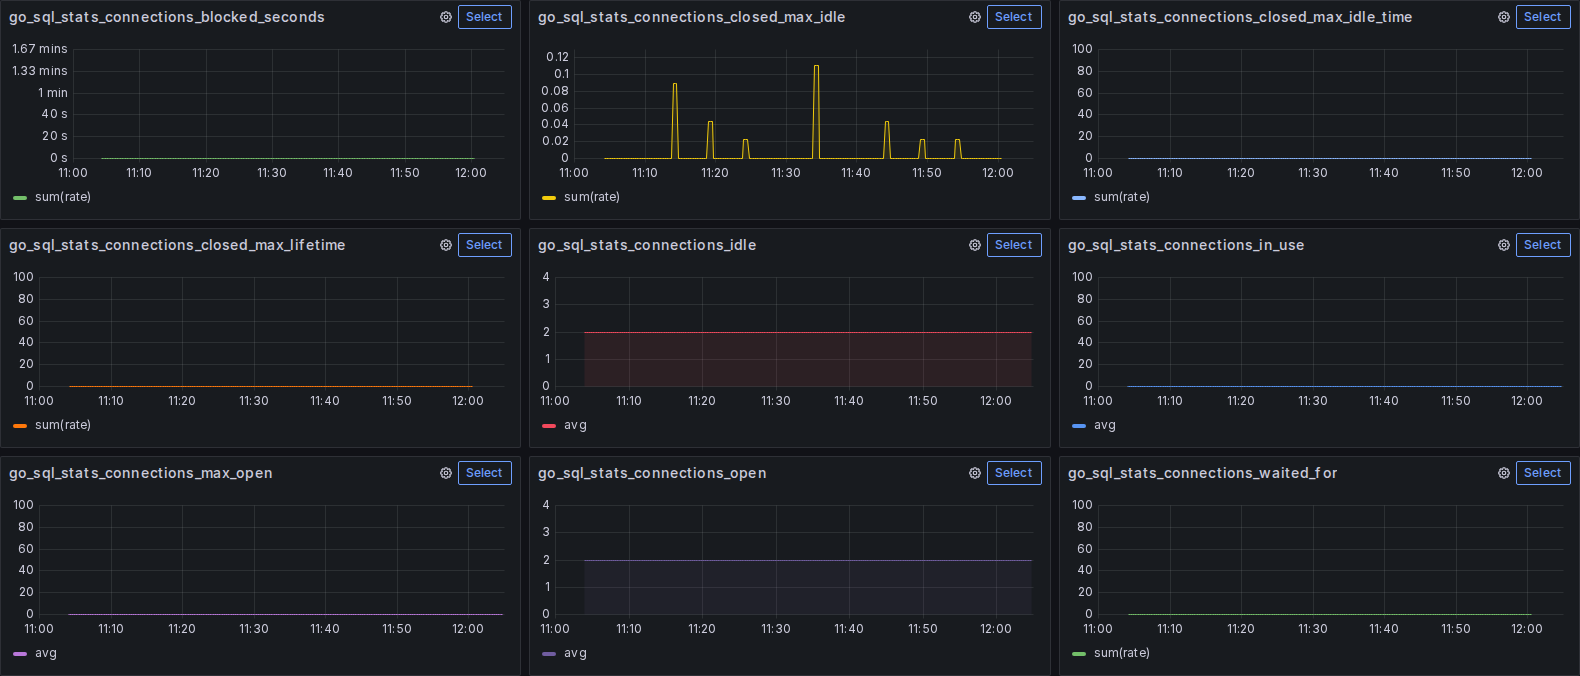 go_sql_stats_connections_blocked_seconds Select
1.67 mins
1.33 mins
1 min
40 s
20 s
0 s
11:00 11:10 11:20 11:30 11:40 11:50 12:00
sum(rate)
go_sql_stats_connections_closed_max_idle Select
0.12
0.1
0.08
0.06
0.04
0.02
0
11:00 11:10 11:20 11:30 11:40 11:50 12:00
sum(rate)
go_sql_stats_connections_closed_max_idle_time Select
100
80
60
40
20
0
11:00 11:10 11:20 11:30 11:40 11:50 12:00
sum(rate)
go_sql_stats_connections_closed_max_lifetime Select
100
80
60
40
20
0
11:00 11:10 11:20 11:30 11:40 11:50 12:00
sum(rate)
go_sql_stats_connections_idle Select
4
3
2
1
0
11:00 11:10 11:20 11:30 11:40 11:50 12:00
avg
go_sql_stats_connections_in_use Select
100
80
60
40
20
0
11:00 11:10 11:20 11:30 11:40 11:50 12:00
avg
go_sql_stats_connections_max_open Select
100
80
60
40
20
0
11:00 11:10 11:20 11:30 11:40 11:50 12:00
avg
go_sql_stats_connections_open Select
4
3
2
1
0
11:00 11:10 11:20 11:30 11:40 11:50 12:00
avg
go_sql_stats_connections_waited_for Select
100
80
60
40
20
0
11:00 11:10 11:20 11:30 11:40 11:50 12:00
sum(rate)